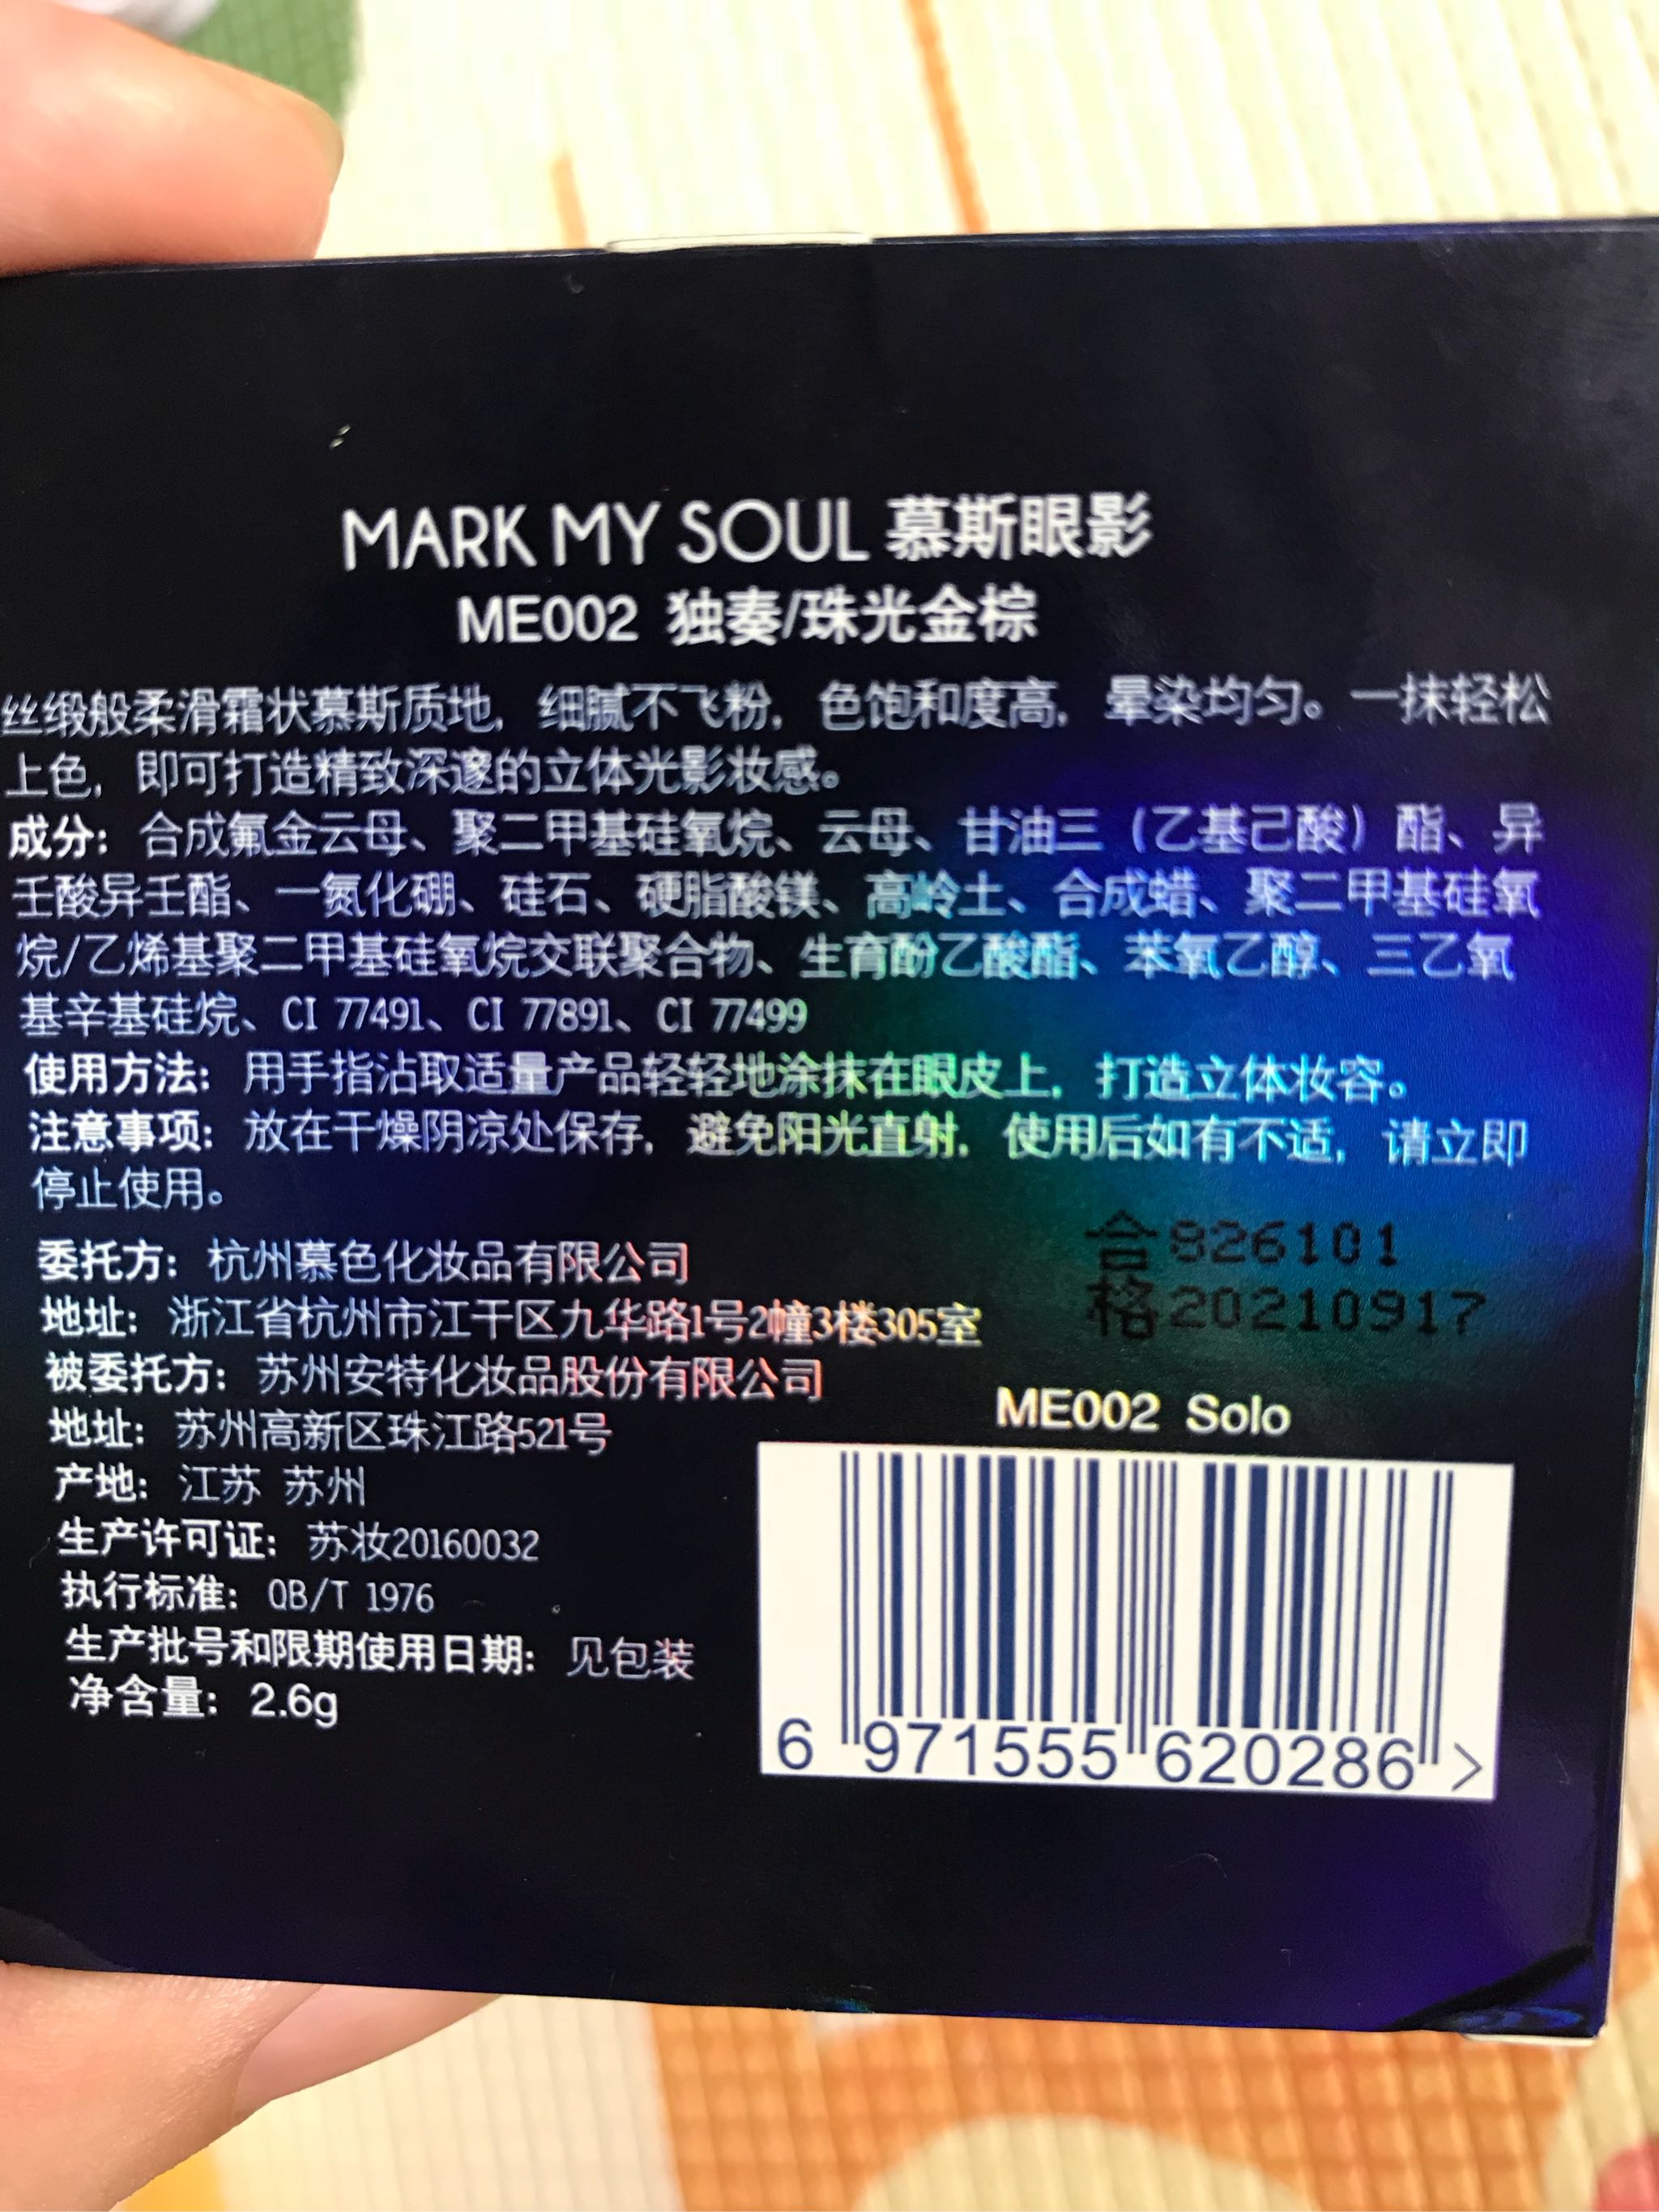 MARK MY SOUL 慕斯眼影
ME002 独奏/珠光金棕
丝缎般柔滑霜状慕斯质地，细腻不飞粉，色饱和度高，晕染均匀。一抹轻松
上色，即可打造精致深邃的立体光影妆感。
成分：合成氟金云母、聚二甲基硅氧烷、云母、甘油三（乙基己酸）酯、异
壬酸异壬酯、一氮化硼、硅石、硬脂酸镁、高岭土、合成蜡、聚二甲基硅氧
烷/乙烯基聚二甲基硅氧烷交联聚合物、生育酚乙酸酯、苯氧乙醇、三乙氧
基辛基硅烷、CI 77491、CI 77891、CI 77499
使用方法：用手指沾取适量产品轻轻地涂抹在眼皮上，打造立体妆容。
注意事项：放在干燥阴凉处保存，避免阳光直射，使用后如有不适，请立即
停止使用。
委托方：杭州慕色化妆品有限公司
地址：浙江省杭州市江干区九华路1号2幢3楼305室
被委托方：苏州安特化妆品股份有限公司
地址：苏州高新区珠江路521号
产地：江苏 苏州
生产许可证：苏妆20160032
执行标准：QB/T 1976
生产批号和限期使用日期：见包装
净含量：2.6g
合826101
格20210917
ME002 Solo
6 971555 620286 >